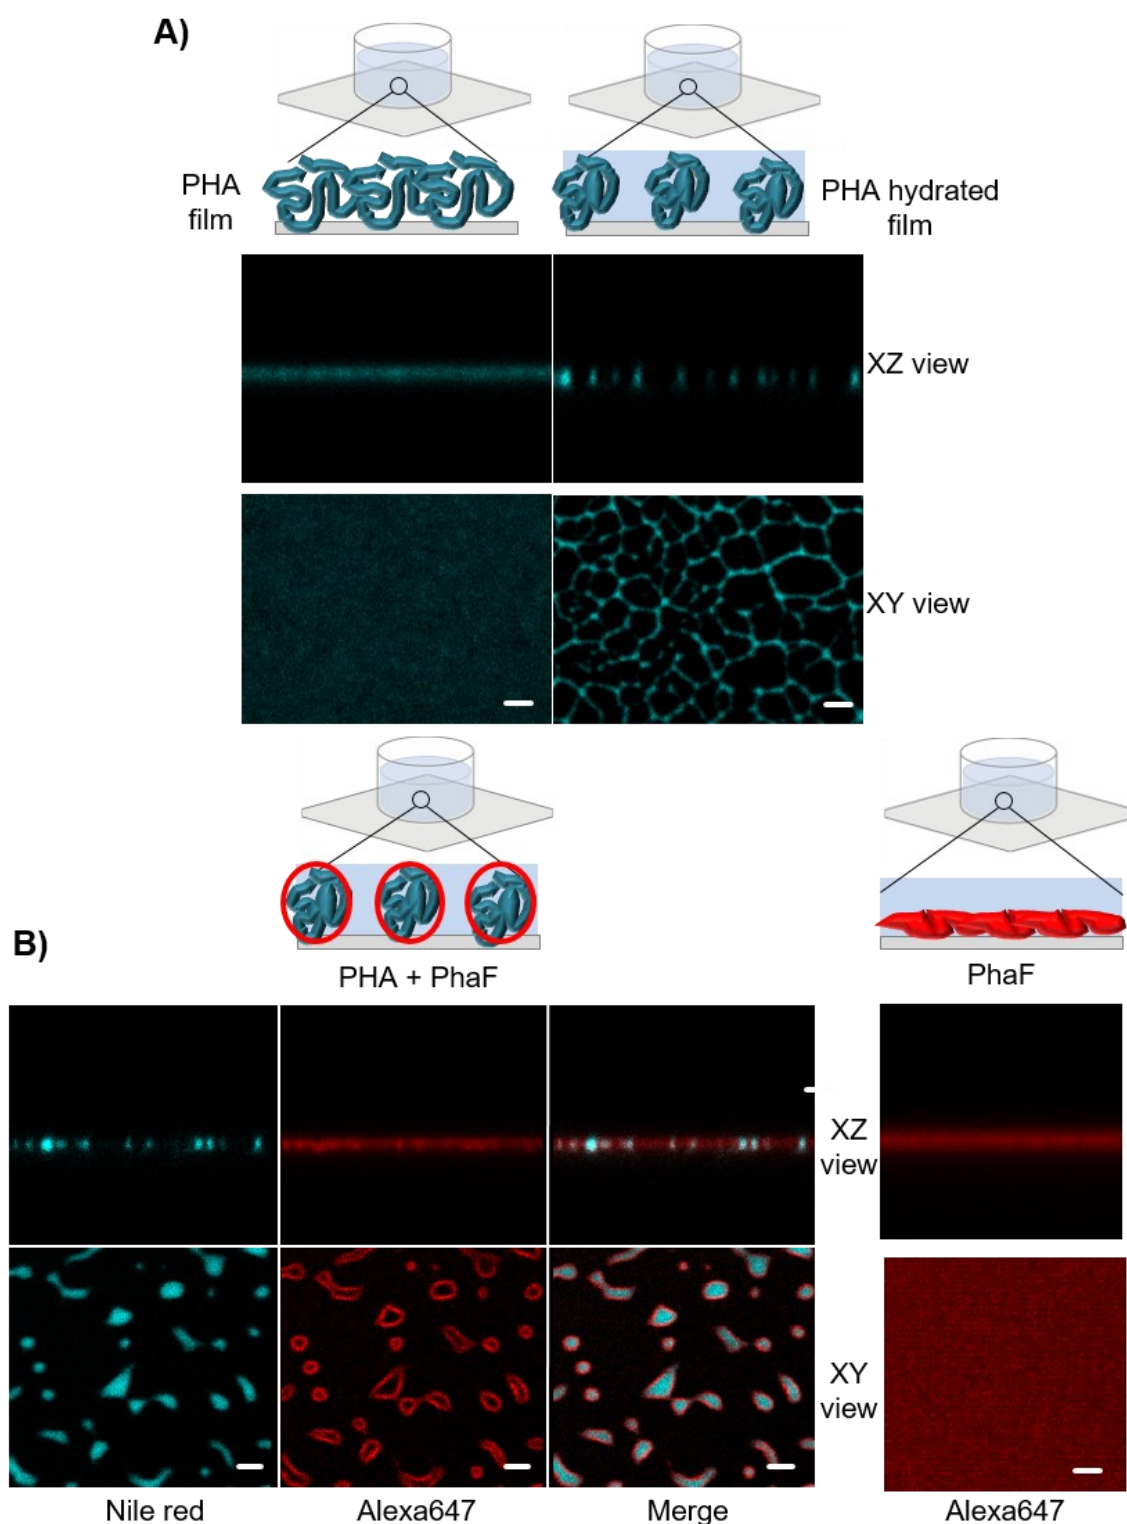 A)
PHA
film
PHA hydrated
film
XZ view
XY view
B)
PHA + PhaF
PhaF
XZ
view
XY
view
Nile red
Alexa647
Merge
Alexa647